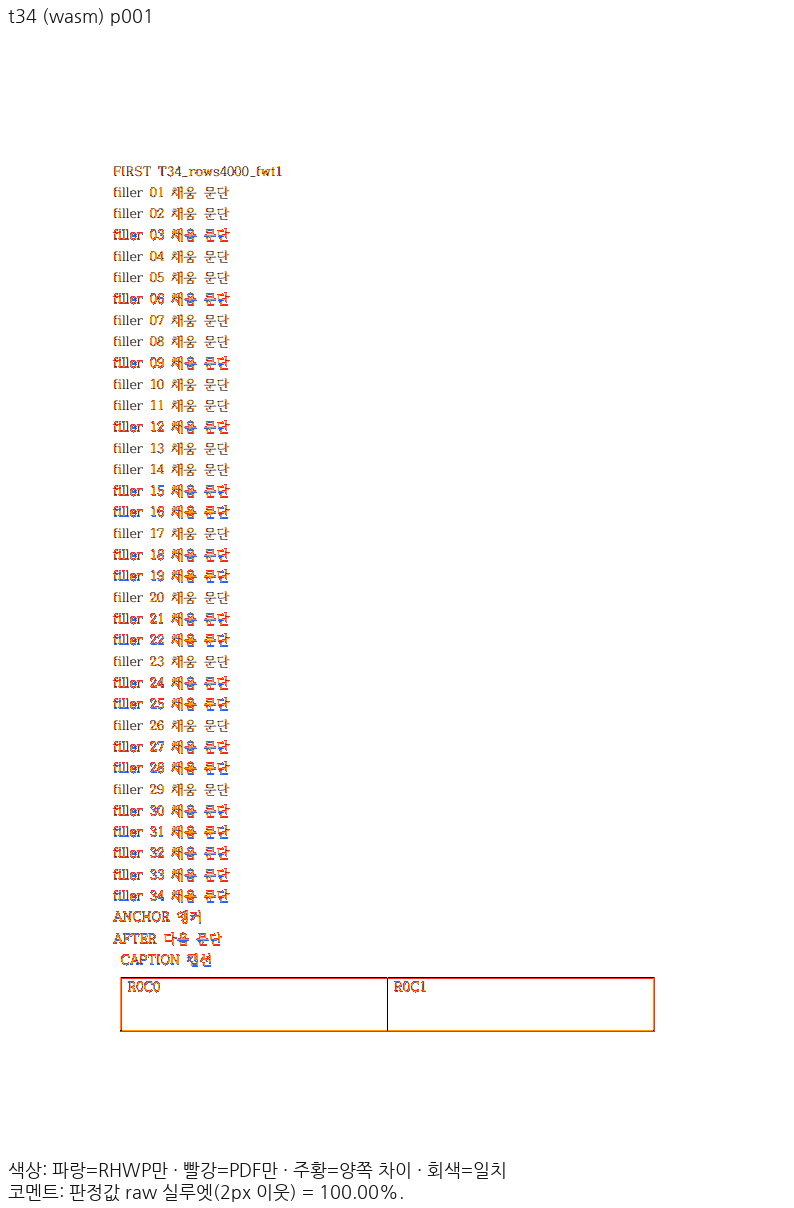 t34 (wasm) p001
FIRST T34_rows4000_fwt1
filler 01 채움 문단
filler 02 채움 문단
filler 03 채움 문단
filler 04 채움 문단
filler 05 채움 문단
filler 06 채움 문단
filler 07 채움 문단
filler 08 채움 문단
filler 09 채움 문단
filler 10 채움 문단
filler 11 채움 문단
filler 12 채움 문단
filler 13 채움 문단
filler 14 채움 문단
filler 15 채움 문단
filler 16 채움 문단
filler 17 채움 문단
filler 18 채움 문단
filler 19 채움 문단
filler 20 채움 문단
filler 21 채움 문단
filler 22 채움 문단
filler 23 채움 문단
filler 24 채움 문단
filler 25 채움 문단
filler 26 채움 문단
filler 27 채움 문단
filler 28 채움 문단
filler 29 채움 문단
filler 30 채움 문단
filler 31 채움 문단
filler 32 채움 문단
filler 33 채움 문단
filler 34 채움 문단
ANCHOR 앵커
AFTER 다음 문단
CAPTION 캡션
R0C0 R0C1
색상: 파랑=RHWP만 · 빨강=PDF만 · 주황=양쪽 차이 · 회색=일치
코멘트: 판정값 raw 실루엣(2px 이웃) = 100.00%.